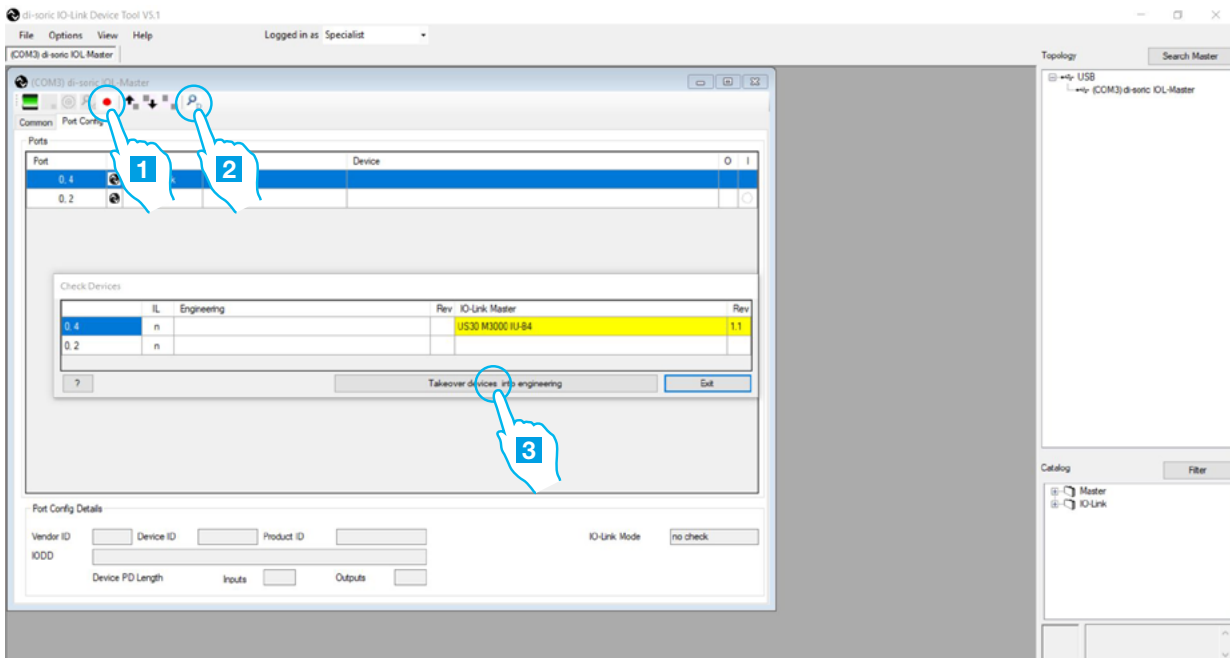 di-soric IO-Link Device Tool V5.1
File Options View Help Logged in as Specialist
(COM3) di-soric IOL-Master
Topology Search Master
USB
(COM3) di-soric IOL-Master
(COM3) di-soric IOL-Master
Common Port Config
1
2
Ports
Port Device O I
0. 4
0. 2
Check Devices
IL Engineering Rev IO-Link Master Rev
0. 4 n US30 M3000 IU-B4 1.1
0. 2 n
? Takeover devices into engineering Exit
3
Catalog Filter
Master
IO-Link
Port Config Details
Vendor ID Device ID Product ID IO-Link Mode no check
IODD
Device PD Length Inputs Outputs